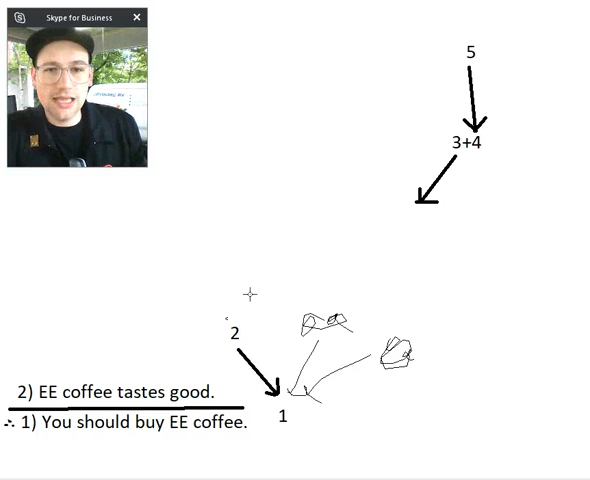 Skype for Business
5
3+4
2
2) EE coffee tastes good.
∴ 1) You should buy EE coffee.
1